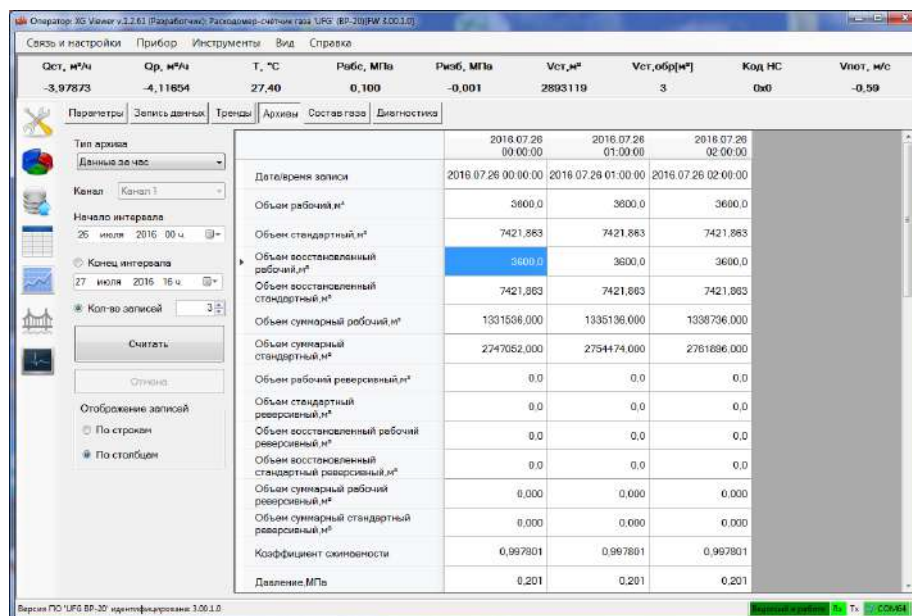 Оператор: XG Viewer v.1.2.61 (Разработчик): Расходомер-счётчик газа 'UFG' (ВР-20)[FW 3.00.1.0]
Связь и настройки Прибор Инструменты Вид Справка
Qст, м³/ч Qр, м³/ч T, °C Рабс, МПа Ризб, МПа Vст,м³ Vст,обр[м³] Код НС Vпот, м/с
-3,97873 -4,11654 27,40 0,100 -0,001 2893119 3 0x0 -0,59
Параметры Запись данных Тренды Архивы Состав газа Диагностика
Тип архива
Данные за час
Канал Канал 1
Начало интервала
26 июля 2016 00 ч.
Конец интервала
27 июля 2016 16 ч.
Кол-во записей 3
Считать
Отмена
Отображение записей
По строкам
По столбцам
2016.07.26 00:00:00 2016.07.26 01:00:00 2016.07.26 02:00:00
Дата/время записи 2016.07.26 00:00:00 2016.07.26 01:00:00 2016.07.26 02:00:00
Объем рабочий,м³ 3600,0 3600,0 3600,0
Объем стандартный,м³ 7421,863 7421,863 7421,863
Объем восстановленный рабочий,м³ 3600,0 3600,0 3600,0
Объем восстановленный стандартный,м³ 7421,863 7421,863 7421,863
Объем суммарный рабочий,м³ 1331536,000 1335136,000 1338736,000
Объем суммарный стандартный,м³ 2747052,000 2754474,000 2761896,000
Объем рабочий реверсивный,м³ 0,0 0,0 0,0
Объем стандартный реверсивный,м³ 0,0 0,0 0,0
Объем восстановленный рабочий реверсивный,м³ 0,0 0,0 0,0
Объем восстановленный стандартный реверсивный,м³ 0,0 0,0 0,0
Объем суммарный рабочий реверсивный,м³ 0,000 0,000 0,000
Объем суммарный стандартный реверсивный,м³ 0,000 0,000 0,000
Коэффициент сжимаемости 0,997801 0,997801 0,997801
Давление,МПа 0,201 0,201 0,201
Версия ПО 'UFG ВР-20' идентифицирована: 3.00.1.0
Rx Tx COM64